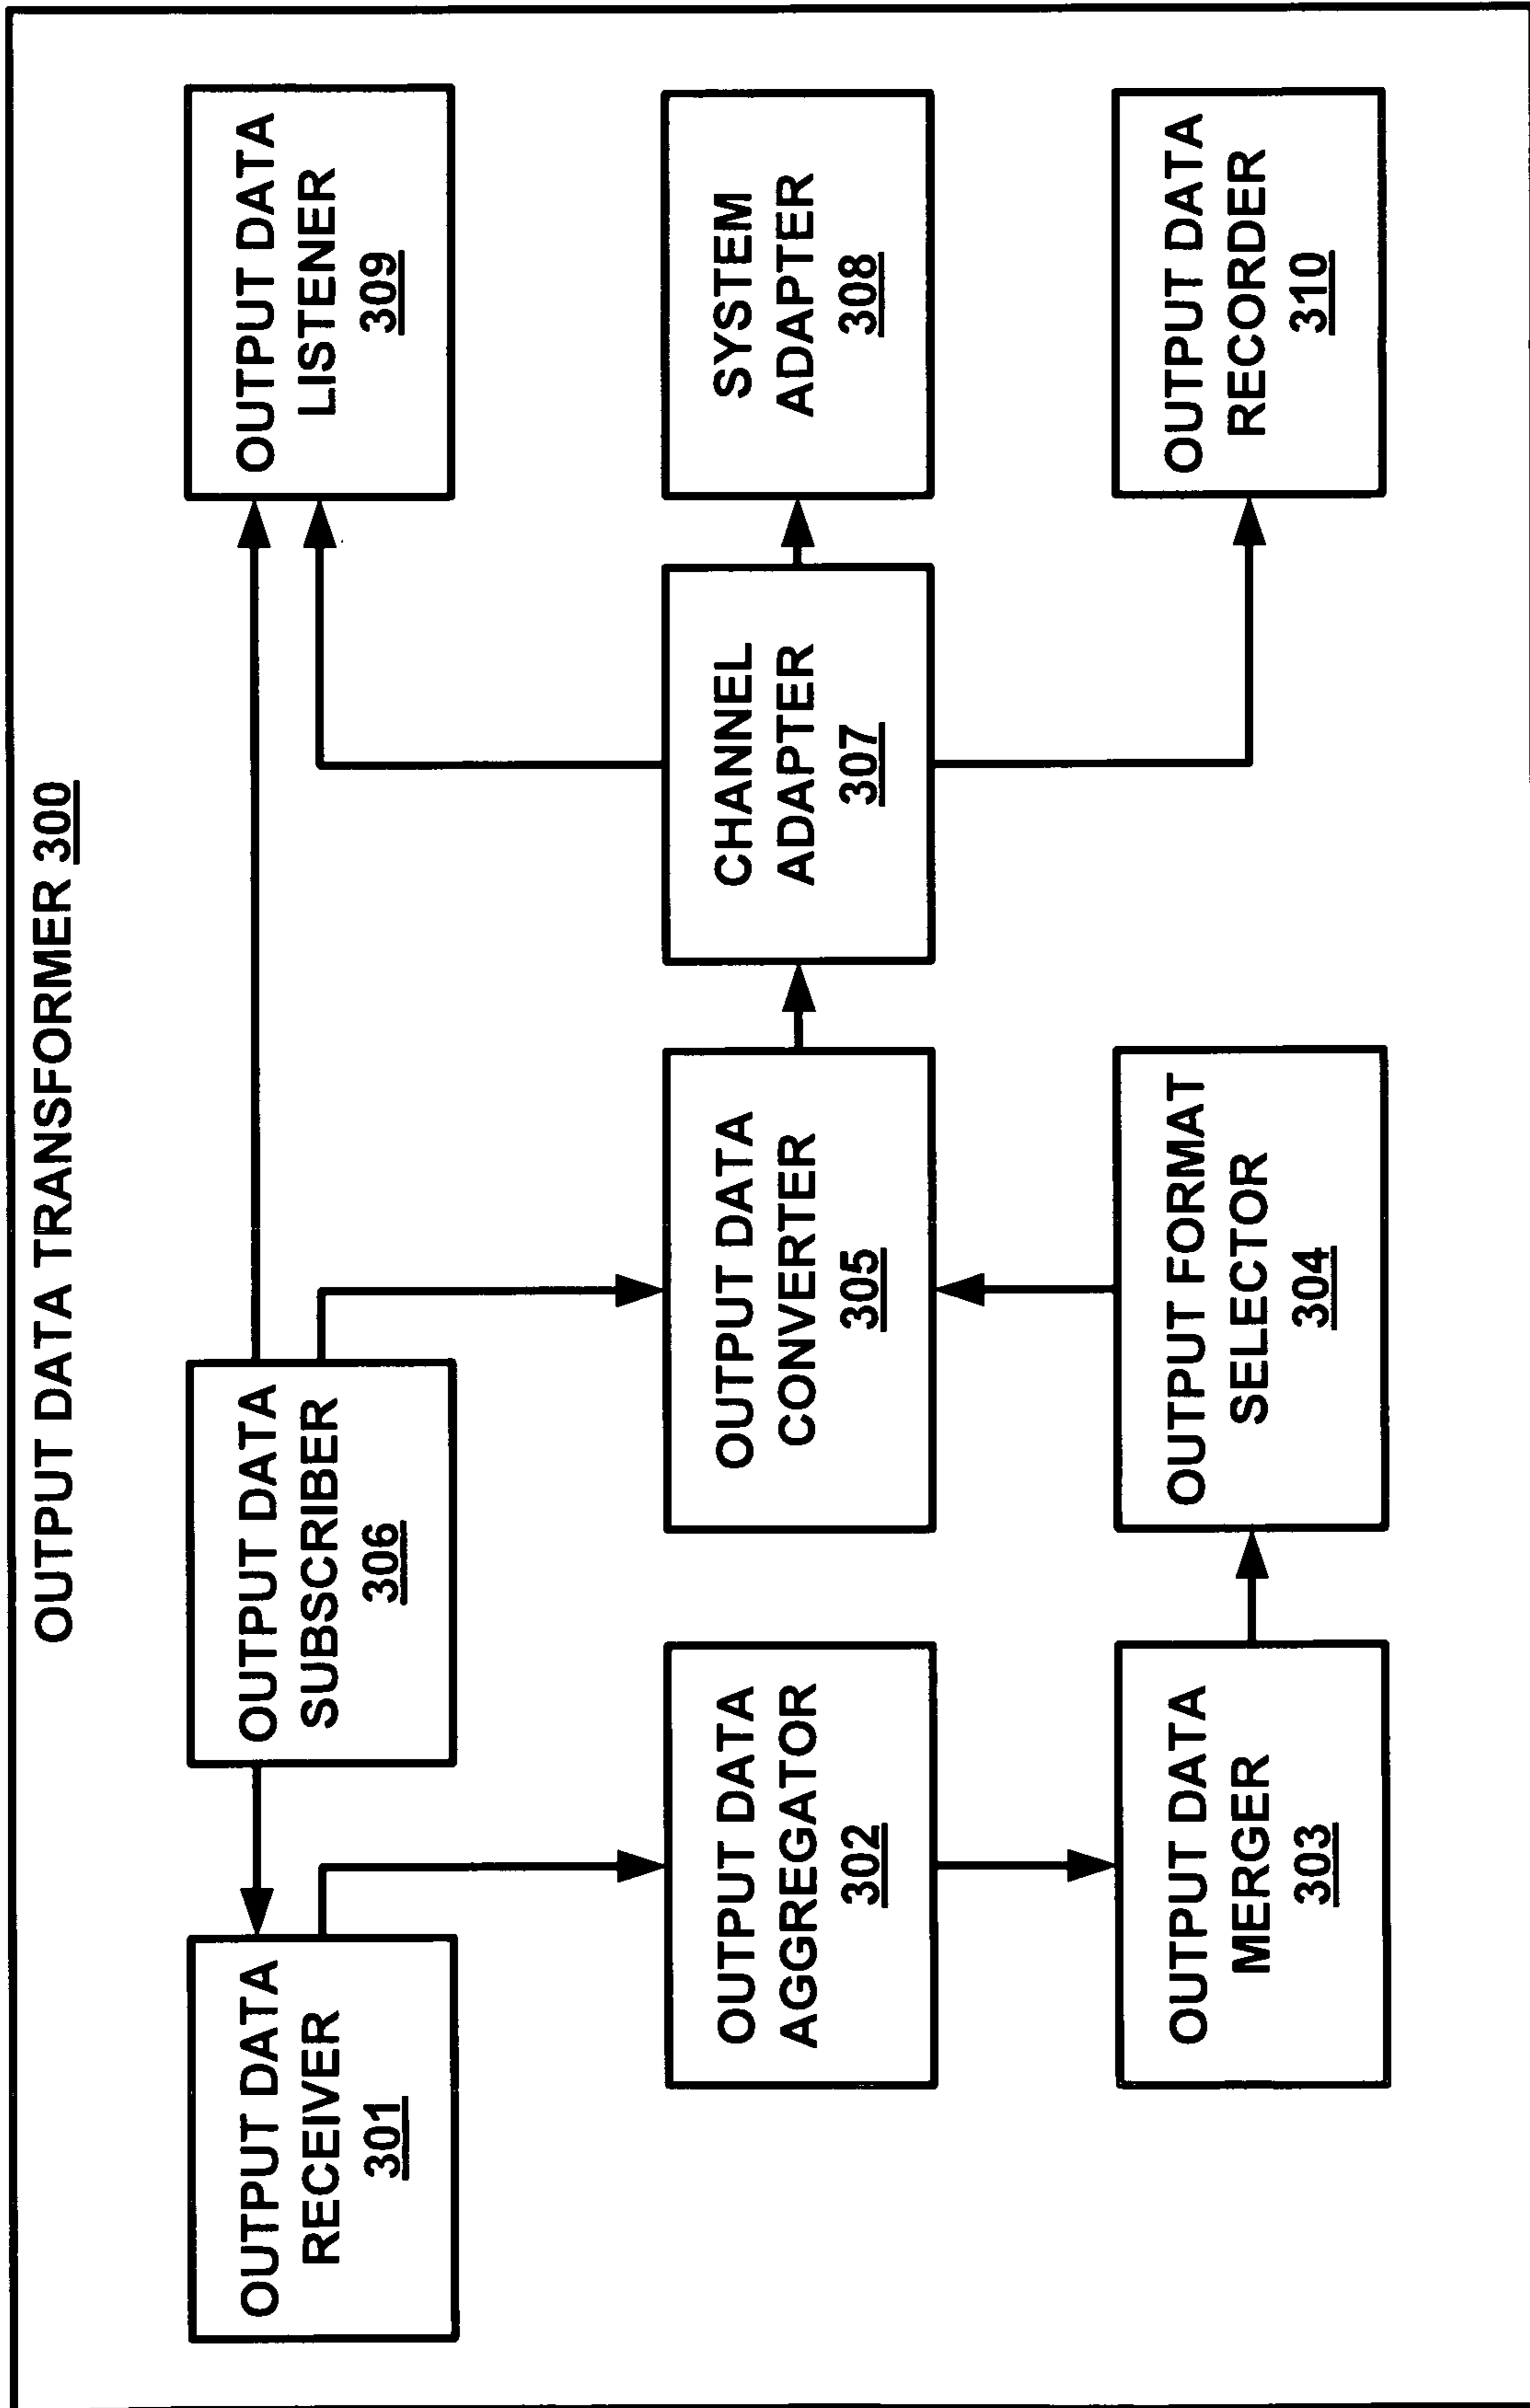 OUTPUT DATA TRANSFORMER 300
OUTPUT DATA
RECEIVER
301
OUTPUT DATA
SUBSCRIBER
306
OUTPUT DATA
LISTENER
309
OUTPUT DATA
AGGREGATOR
302
OUTPUT DATA
CONVERTER
305
CHANNEL
ADAPTER
307
SYSTEM
ADAPTER
308
OUTPUT DATA
MERGER
303
OUTPUT FORMAT
SELECTOR
304
OUTPUT DATA
RECORDER
310